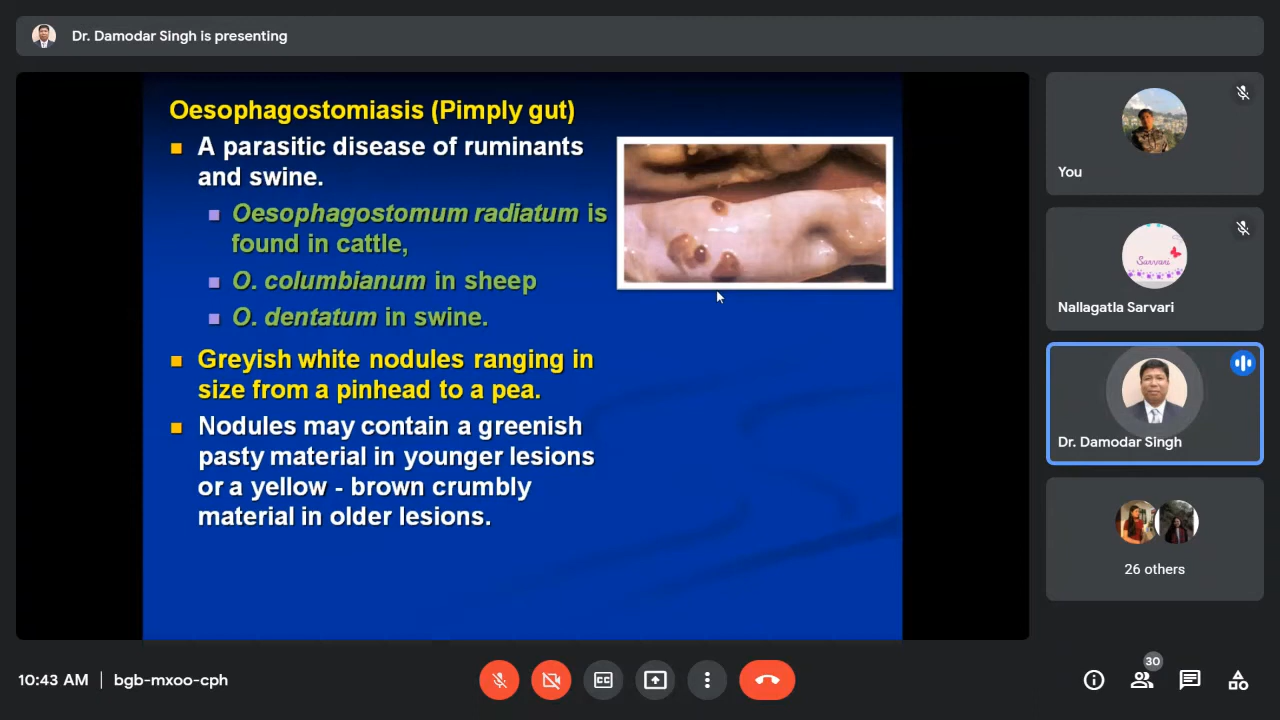 Dr. Damodar Singh is presenting
Oesophagostomiasis (Pimply gut)
A parasitic disease of ruminants
and swine.
Oesophagostomum radiatum is
found in cattle,
O. columbianum in sheep
O. dentatum in swine.
Greyish white nodules ranging in
size from a pinhead to a pea.
Nodules may contain a greenish
pasty material in younger lesions
or a yellow - brown crumbly
material in older lesions.
You
Sarvari
Nallagatla Sarvari
Dr. Damodar Singh
26 others
10:43 AM | bgb-mxoo-cph
CC
30